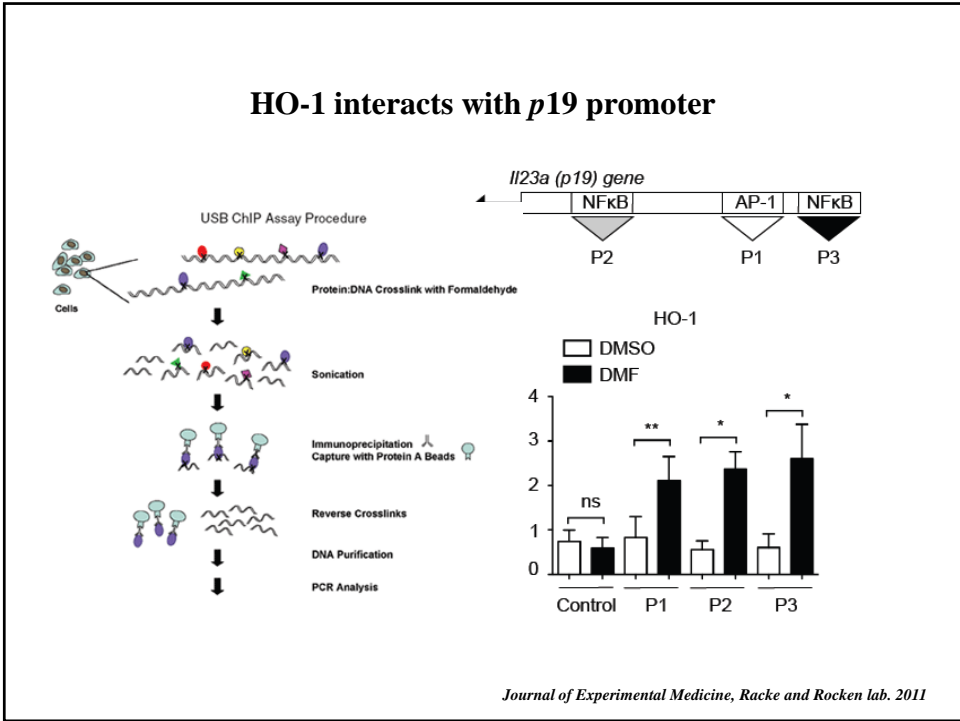 HO-1 interacts with p19 promoter
USB ChIP Assay Procedure
Cells
Protein:DNA Crosslink with Formaldehyde
Sonication
Immunoprecipitation
Capture with Protein A Beads
Reverse Crosslinks
DNA Purification
PCR Analysis
Il23a (p19) gene
NFκB AP-1 NFκB
P2 P1 P3
HO-1
DMSO
DMF
4
3
2
1
0
ns ** * *
Control P1 P2 P3
Journal of Experimental Medicine, Racke and Rocken lab. 2011